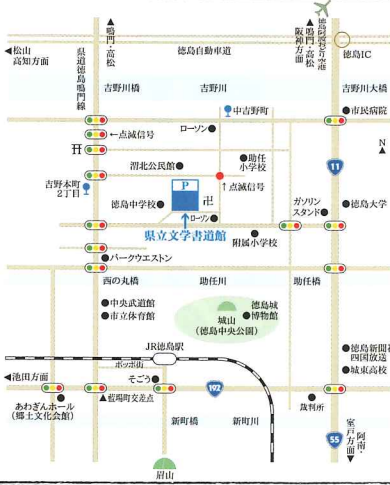 ▲鳴門・高松
◀松山
高知方面
県道徳島鳴門線
徳島自動車道
徳島阿波おどり空港
▲鳴門・高松
阪神方面
徳島IC
吉野川橋
吉野川
吉野川大橋
中吉野町
市民病院
ローソン
←点滅信号
N
渭北公民館
助任
小学校
11
吉野本町
2丁目
P
↑点滅信号
徳島中学校
卍
ガソリン
スタンド
徳島大学
ローソン
県立文学書道館
附属小学校
パークウエストン
西の丸橋
助任川
助任橋
中央武道館
市立体育館
徳島城
博物館
城山
(徳島中央公園)
JR徳島駅
徳島新聞社
四国放送
ポッポ街
城東高校
◀池田方面
そごう
192
あわぎんホール
(郷土文化会館)
▲藍場町交差点
裁判所
新町橋
新町川
55
阿南・
室戸方面▼
眉山